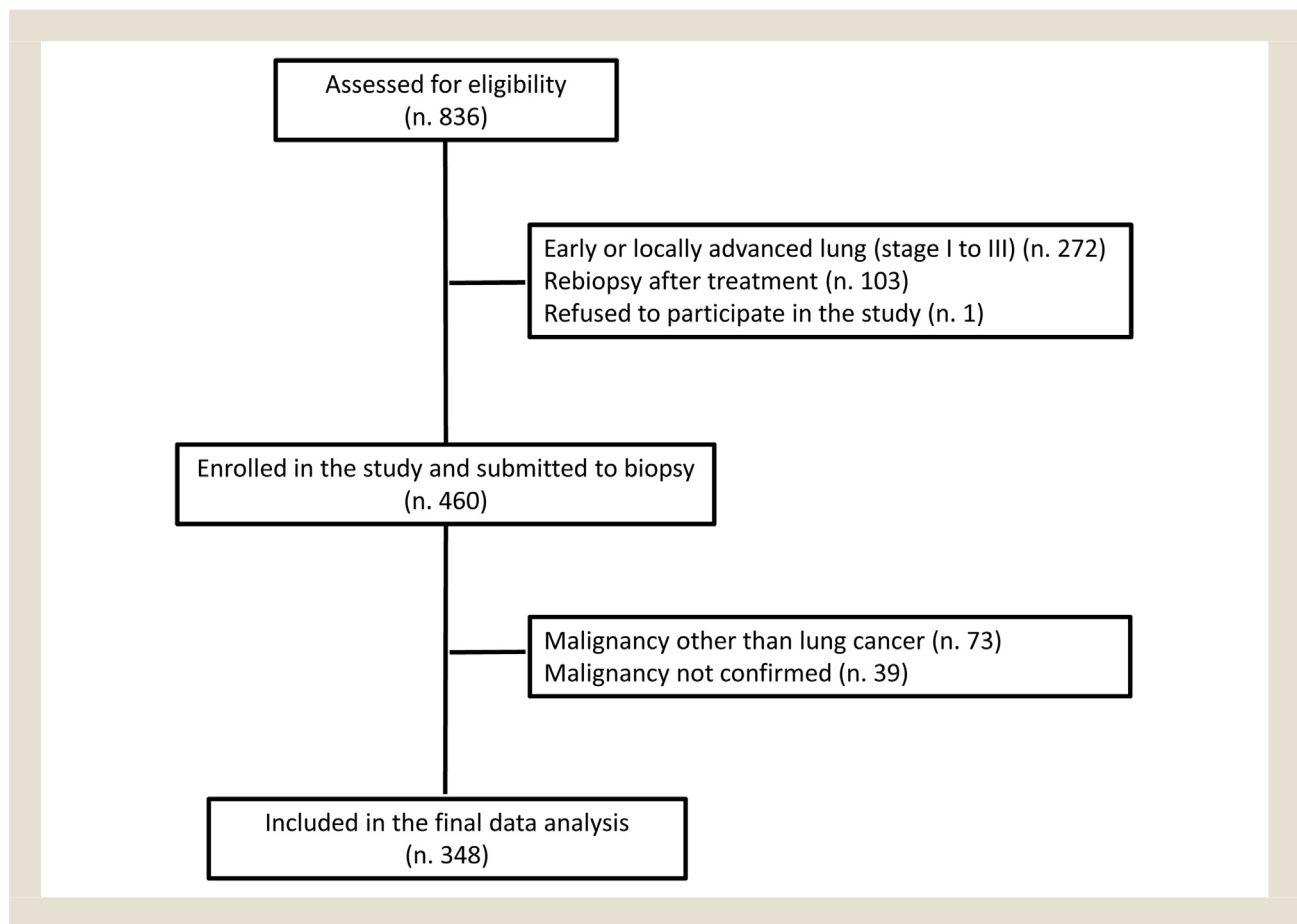 Assessed for eligibility
(n. 836)
Early or locally advanced lung (stage I to III) (n. 272)
Rebiopsy after treatment (n. 103)
Refused to participate in the study (n. 1)
Enrolled in the study and submitted to biopsy
(n. 460)
Malignancy other than lung cancer (n. 73)
Malignancy not confirmed (n. 39)
Included in the final data analysis
(n. 348)